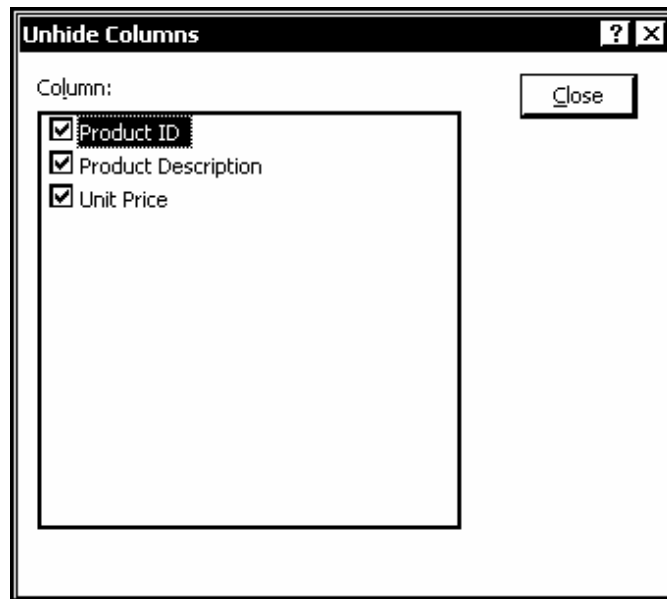 Unhide Columns
Column:
Close
Product ID
Product Description
Unit Price